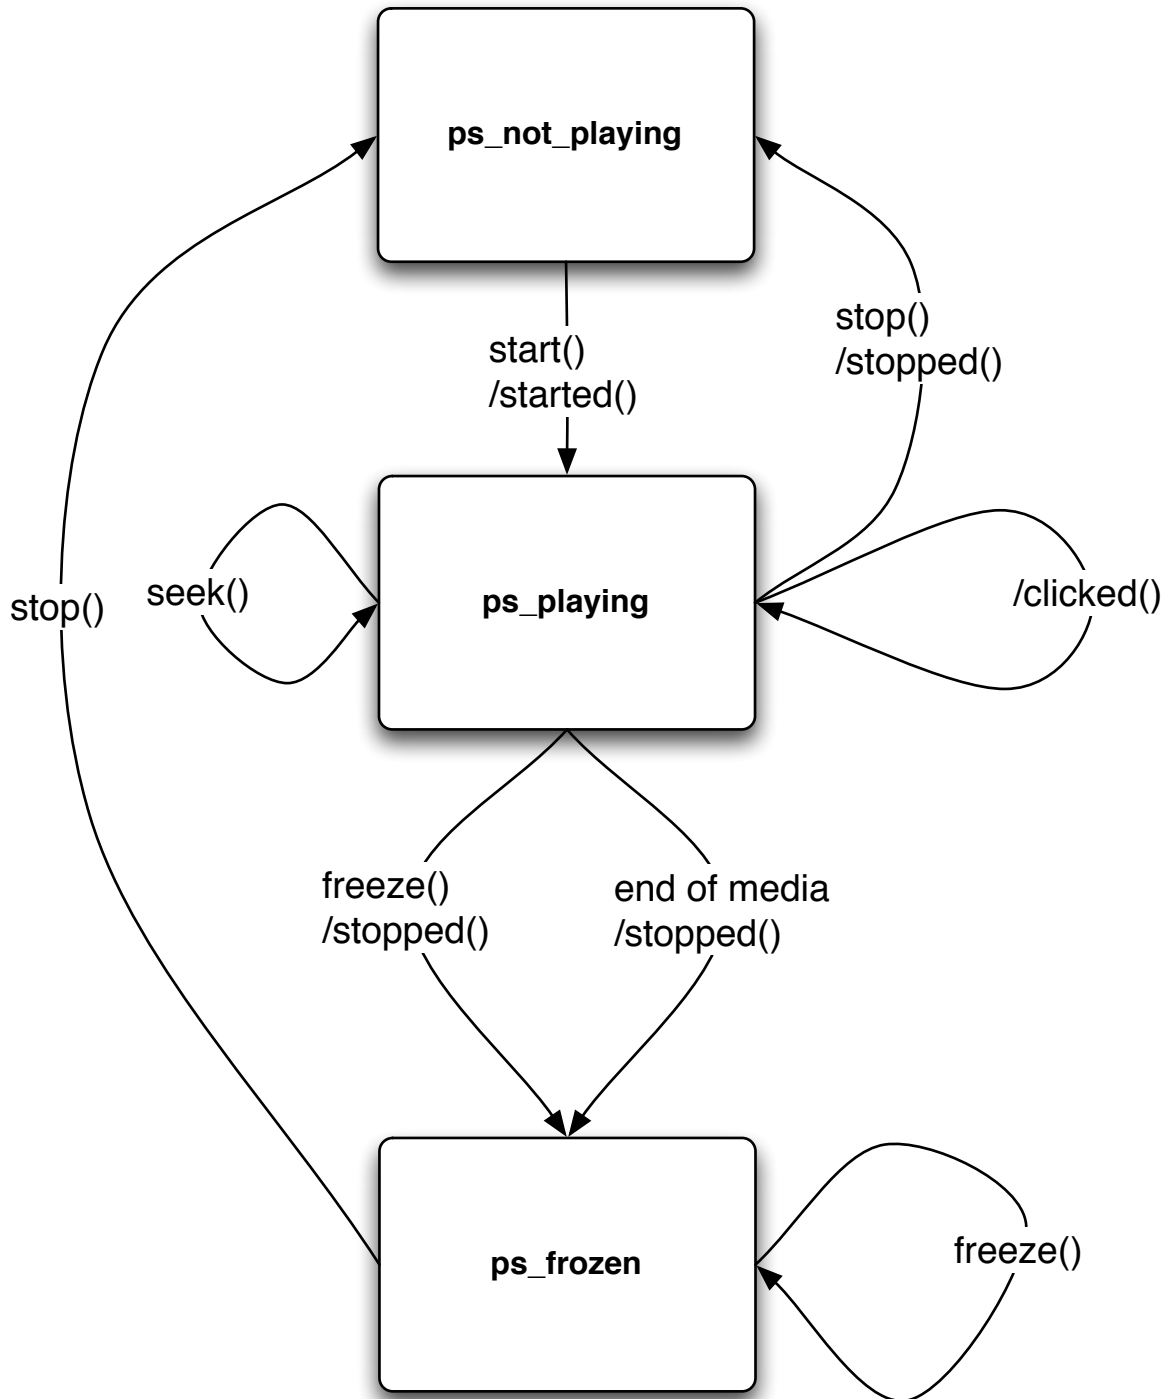 ps_not_playing
stop()
/stopped()
start()
/started()
seek()
ps_playing
/clicked()
stop()
freeze()
/stopped()
end of media
/stopped()
ps_frozen
freeze()